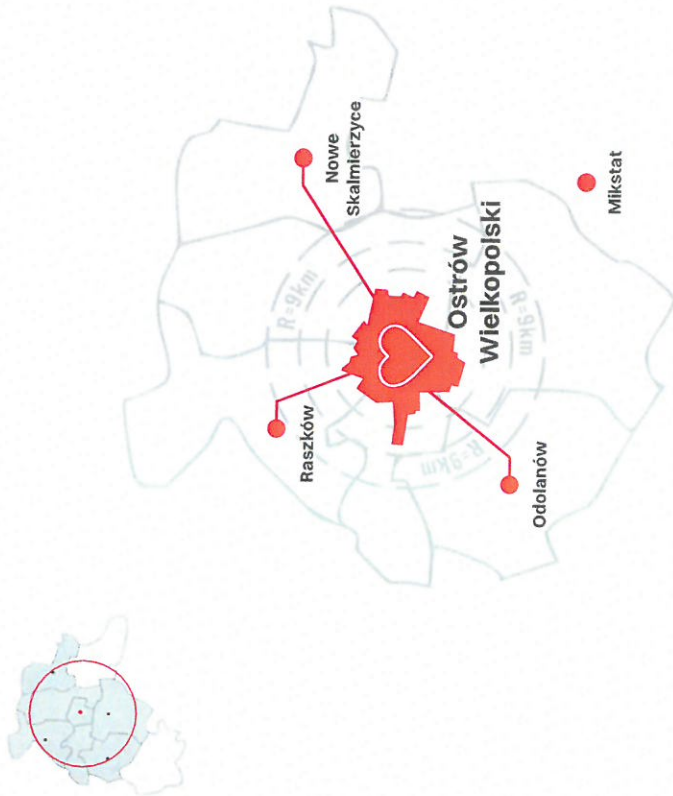 Nowe
Skalmierzyce
R=9km
Raszków
Ostrów
Wielkopolski
R=9km
Mikstat
R=9km
Odolanów